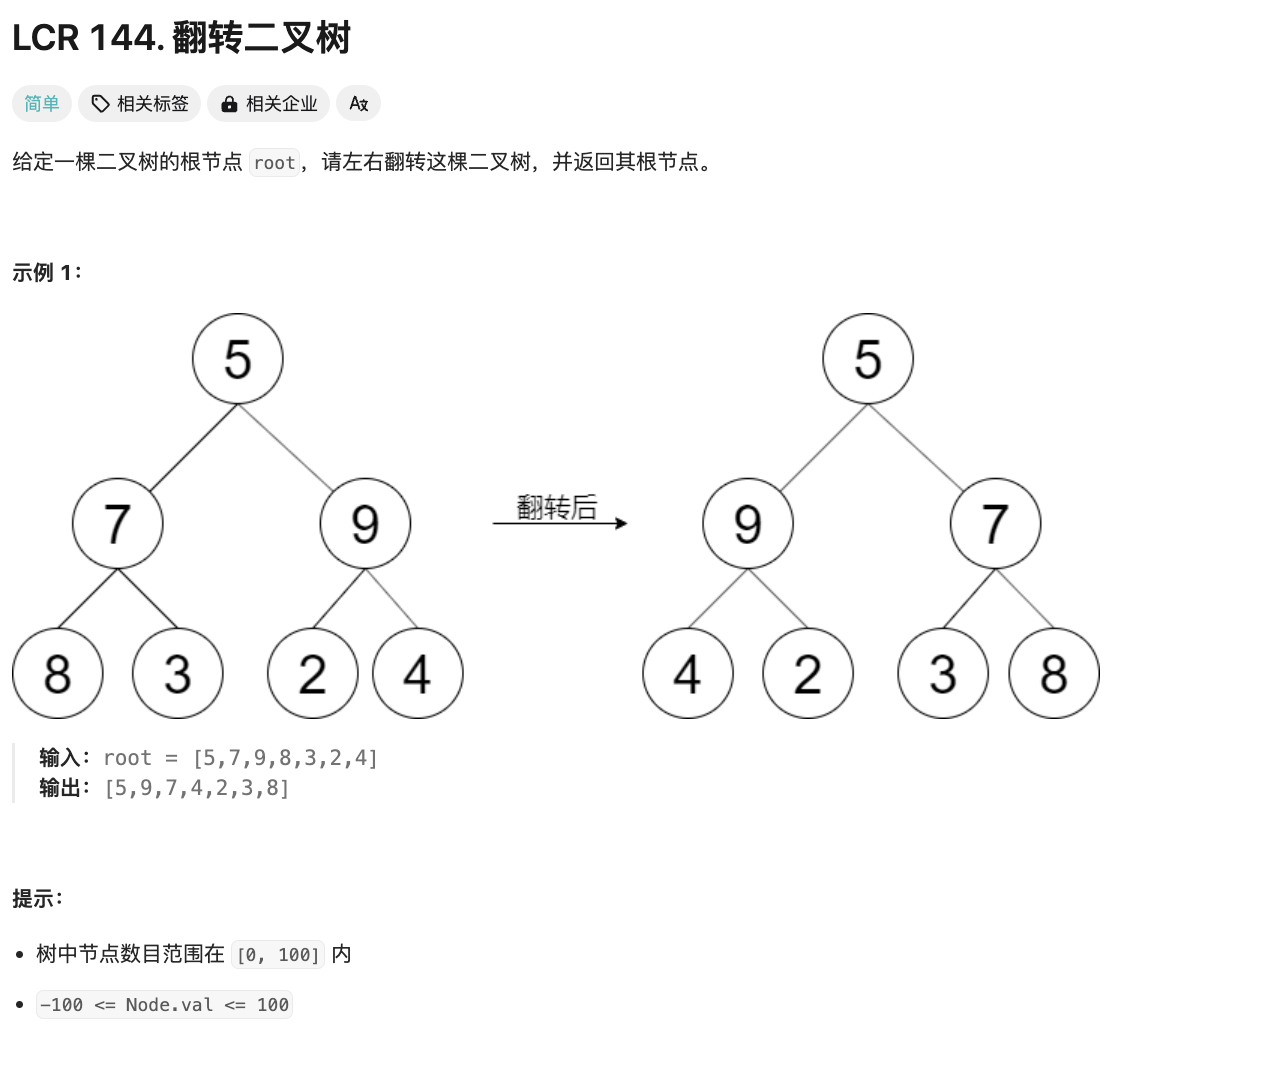 LCR 144. 翻转二叉树
简单 相关标签 相关企业 A文
给定一棵二叉树的根节点 root，请左右翻转这棵二叉树，并返回其根节点。
示例 1：
5 5
7 9 翻转后 9 7
8 3 2 4 4 2 3 8
输入：root = [5,7,9,8,3,2,4]
输出：[5,9,7,4,2,3,8]
提示：
• 树中节点数目范围在 [0, 100] 内
• -100 <= Node.val <= 100